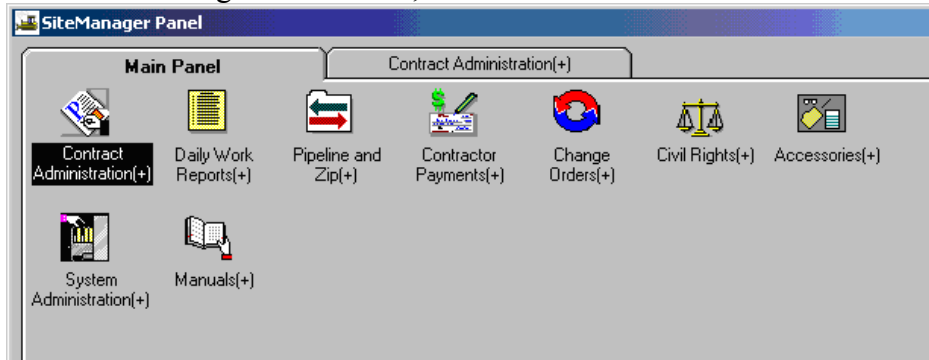 SiteManager Panel
Main Panel
Contract Administration(+)
Contract
Administration(+)
Daily Work
Reports(+)
Pipeline and
Zip(+)
Contractor
Payments(+)
Change
Orders(+)
Civil Rights(+)
Accessories(+)
System
Administration(+)
Manuals(+)